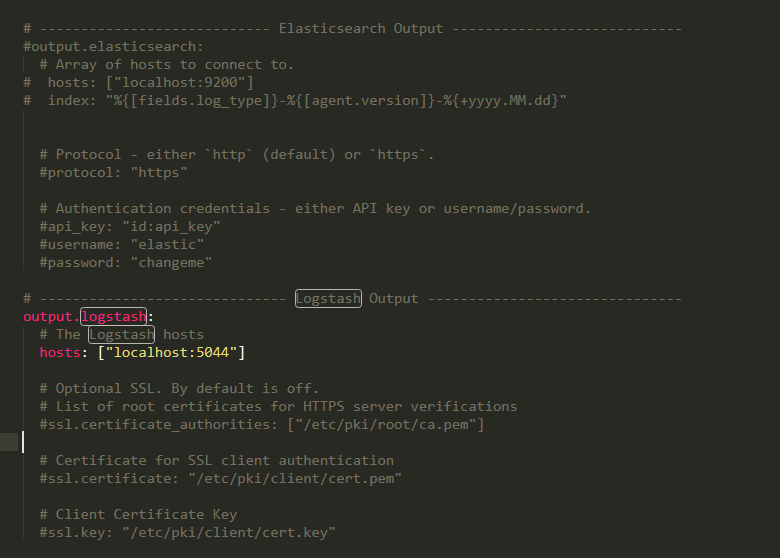 # ---------------------------- Elasticsearch Output ----------------------------
#output.elasticsearch:
  # Array of hosts to connect to.
#  hosts: ["localhost:9200"]
#  index: "%{[fields.log_type]}-%{[agent.version]}-%{+yyyy.MM.dd}"
  # Protocol - either `http` (default) or `https`.
  #protocol: "https"
  # Authentication credentials - either API key or username/password.
  #api_key: "id:api_key"
  #username: "elastic"
  #password: "changeme"
# ------------------------------ Logstash Output -------------------------------
output.logstash:
  # The Logstash hosts
  hosts: ["localhost:5044"]
  # Optional SSL. By default is off.
  # List of root certificates for HTTPS server verifications
  #ssl.certificate_authorities: ["/etc/pki/root/ca.pem"]
  # Certificate for SSL client authentication
  #ssl.certificate: "/etc/pki/client/cert.pem"
  # Client Certificate Key
  #ssl.key: "/etc/pki/client/cert.key"